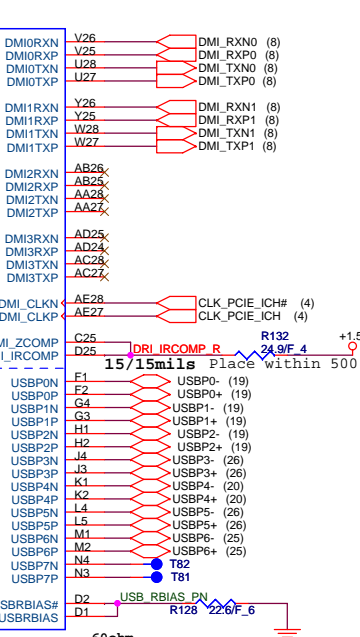 DMI0RXN V26 DMI_RXN0 (8)
DMI0RXP V25 DMI_RXP0 (8)
DMI0TXN U28 DMI_TXN0 (8)
DMI0TXP U27 DMI_TXP0 (8)
DMI1RXN Y26 DMI_RXN1 (8)
DMI1RXP Y25 DMI_RXP1 (8)
DMI1TXN W28 DMI_TXN1 (8)
DMI1TXP W27 DMI_TXP1 (8)
DMI2RXN AB26
DMI2RXP AB25
DMI2TXN AA28
DMI2TXP AA27
DMI3RXN AD25
DMI3RXP AD24
DMI3TXN AC28
DMI3TXP AC27
DMI_CLKN AE28 CLK_PCIE_ICH# (4)
DMI_CLKP AE27 CLK_PCIE_ICH (4)
R132 +1.5
MI_ZCOMP C25
I_IRCOMP D25 DRI_IRCOMP_R 24.9/F_4
15/15mils Place within 500
USBP0N F1 USBP0- (19)
USBP0P F2 USBP0+ (19)
USBP1N G4 USBP1- (19)
USBP1P G3 USBP1+ (19)
USBP2N H1 USBP2- (19)
USBP2P H2 USBP2+ (19)
USBP3N J4 USBP3- (26)
USBP3P J3 USBP3+ (26)
USBP4N K1 USBP4- (20)
USBP4P K2 USBP4+ (20)
USBP5N L4 USBP5- (26)
USBP5P L5 USBP5+ (26)
USBP6N M1 USBP6- (25)
USBP6P M2 USBP6+ (25)
USBP7N N4 T82
USBP7P N3 T81
SBRBIAS# D2 USB_RBIAS_PN
USBRBIAS D1 R128 22.6/F_6
60ohm